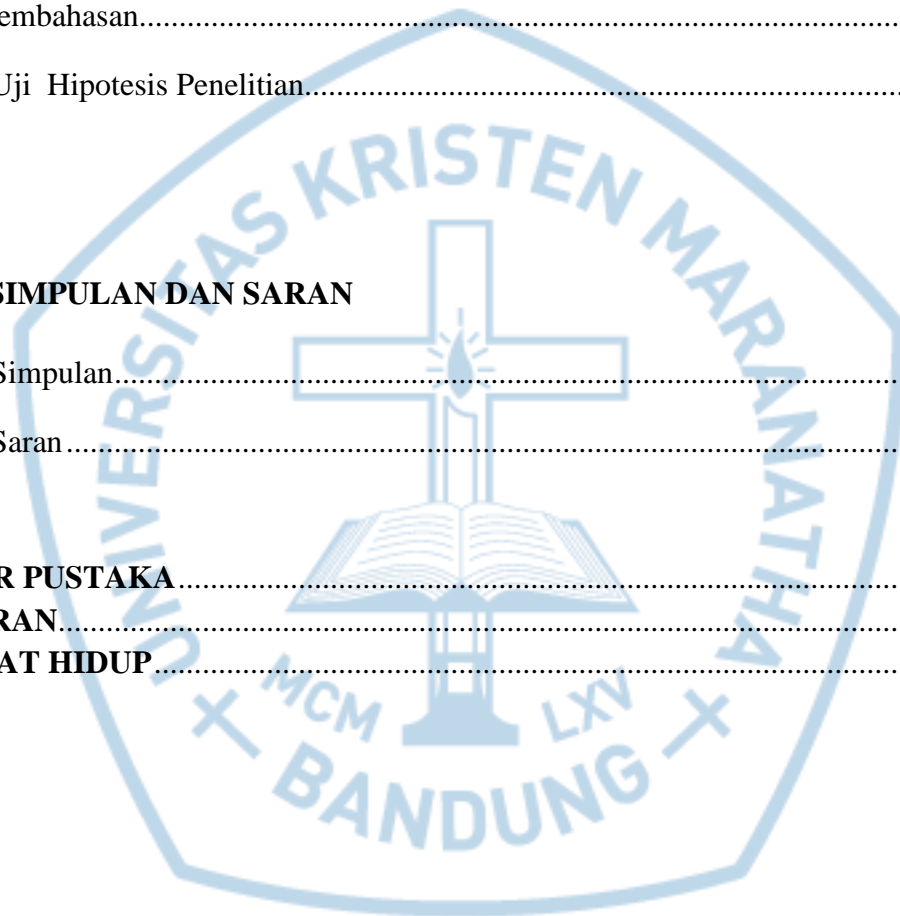 embahasan
Uji Hipotesis Penelitian
SIMPULAN DAN SARAN
Simpulan
Saran
R PUSTAKA
RAN
AT HIDUP
UNIVERSITAS KRISTEN MARANATHA
MCM LXV
BANDUNG